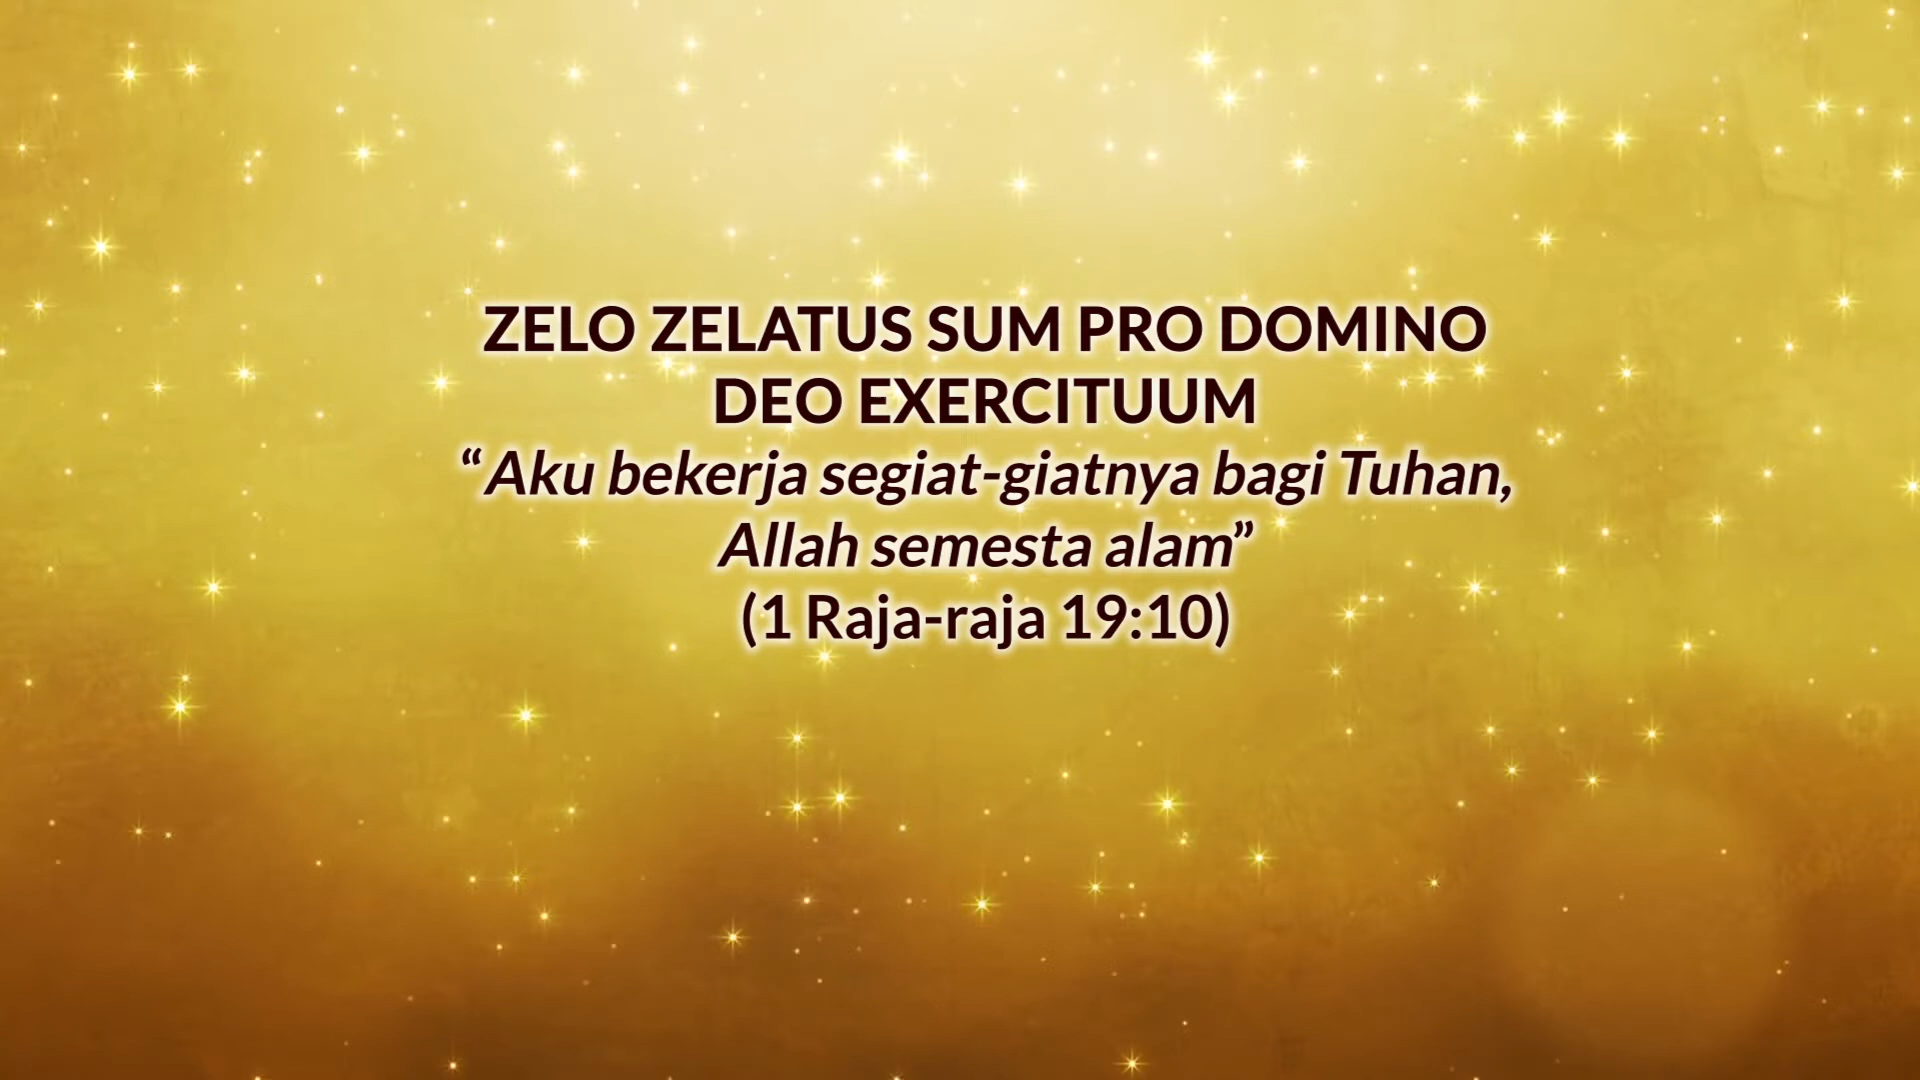 ZELO ZELATUS SUM PRO DOMINO
DEO EXERCITUUM
“Aku bekerja segiat-giatnya bagi Tuhan,
Allah semesta alam”
(1 Raja-raja 19:10)